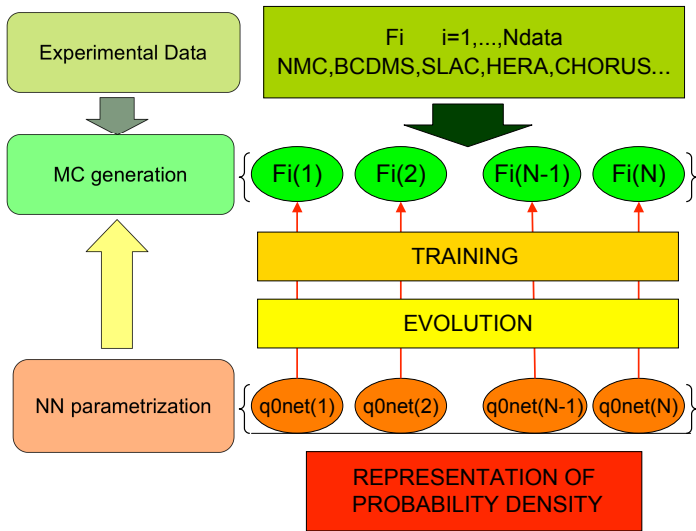 Experimental Data
Fi i=1,...,Ndata
NMC,BCDMS,SLAC,HERA,CHORUS...
MC generation
Fi(1)
Fi(2)
Fi(N-1)
Fi(N)
TRAINING
EVOLUTION
NN parametrization
q0net(1)
q0net(2)
q0net(N-1)
q0net(N)
REPRESENTATION OF
PROBABILITY DENSITY